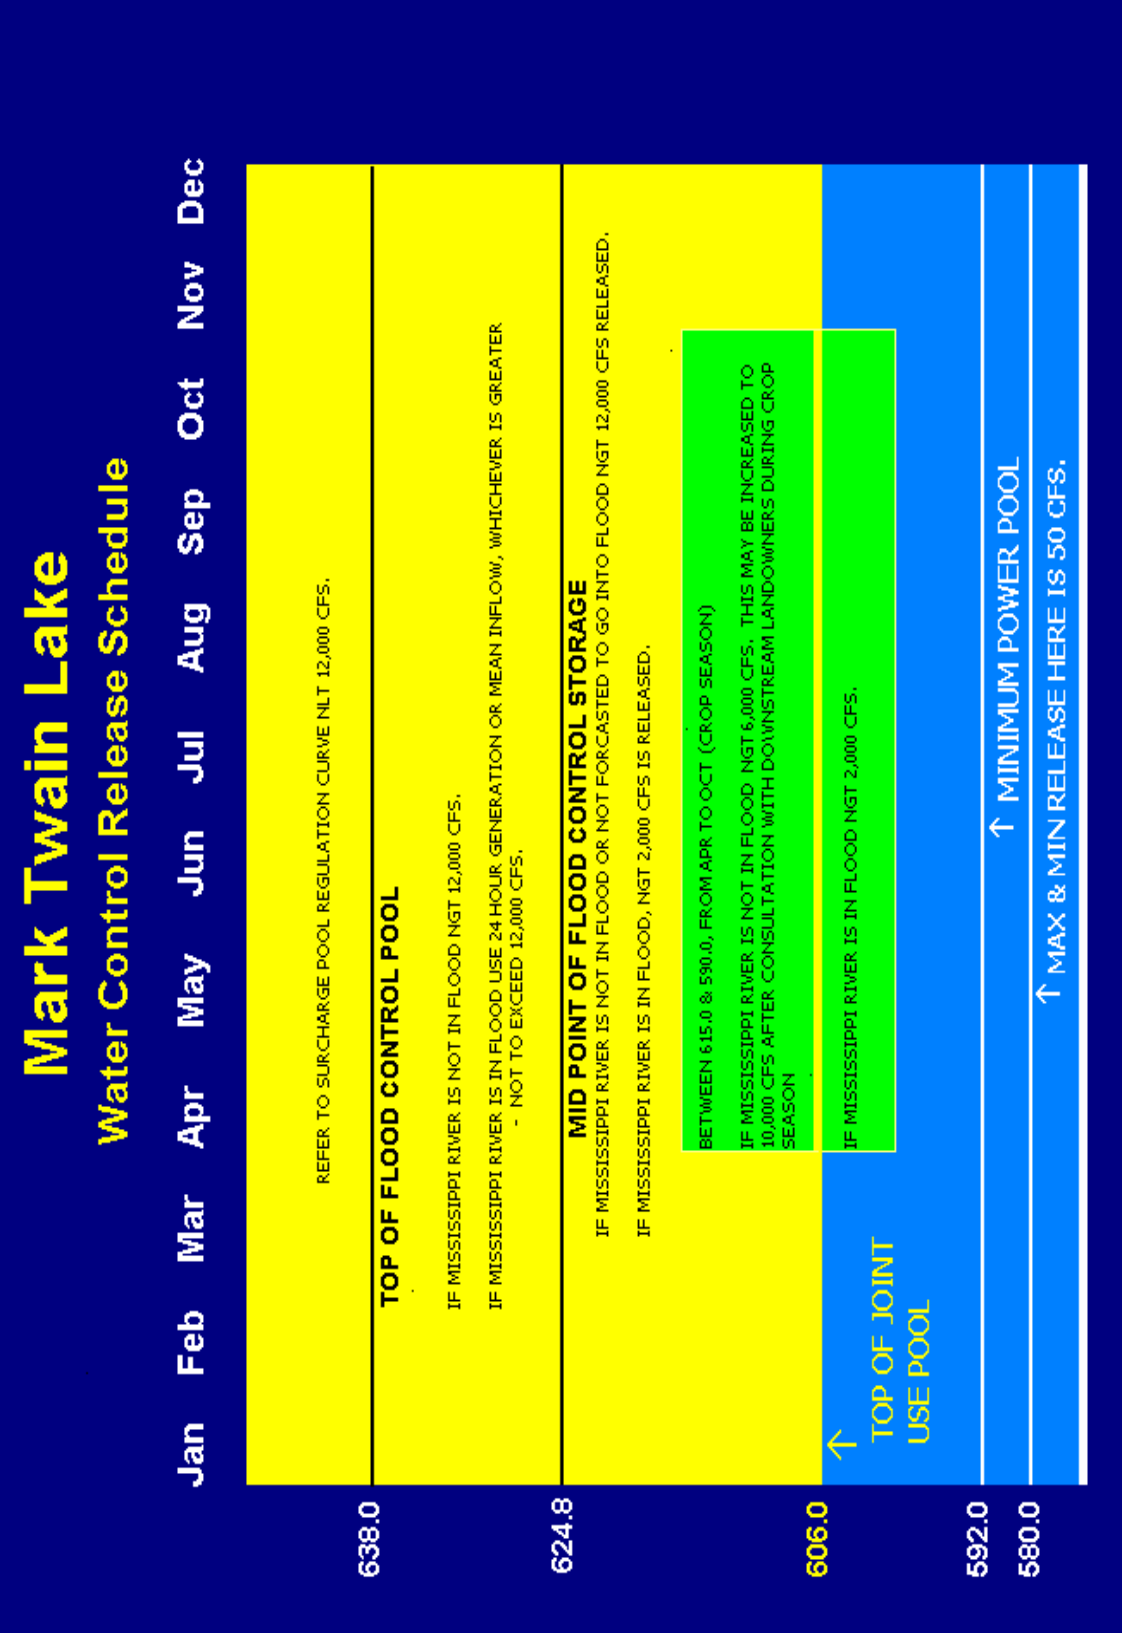 Mark Twain Lake
Water Control Release Schedule
Jan Feb Mar Apr May Jun Jul Aug Sep Oct Nov Dec
REFER TO SURCHARGE POOL REGULATION CURVE NLT 12,000 CFS.
638.0
TOP OF FLOOD CONTROL POOL
IF MISSISSIPPI RIVER IS NOT IN FLOOD NGT 12,000 CFS.
IF MISSISSIPPI RIVER IS IN FLOOD USE 24 HOUR GENERATION OR MEAN INFLOW, WHICHEVER IS GREATER
- NOT TO EXCEED 12,000 CFS.
624.8
MID POINT OF FLOOD CONTROL STORAGE
IF MISSISSIPPI RIVER IS NOT IN FLOOD OR NOT FORCASTED TO GO INTO FLOOD NGT 12,000 CFS RELEASED.
IF MISSISSIPPI RIVER IS IN FLOOD, NGT 2,000 CFS IS RELEASED.
BETWEEN 615.0 & 590.0, FROM APR TO OCT (CROP SEASON)
IF MISSISSIPPI RIVER IS NOT IN FLOOD NGT 6,000 CFS. THIS MAY BE INCREASED TO
10,000 CFS AFTER CONSULTATION WITH DOWNSTREAM LANDOWNERS DURING CROP
SEASON
606.0
IF MISSISSIPPI RIVER IS IN FLOOD NGT 2,000 CFS.
↑ TOP OF JOINT
USE POOL
592.0
↑ MINIMUM POWER POOL
580.0
↑ MAX & MIN RELEASE HERE IS 50 CFS.